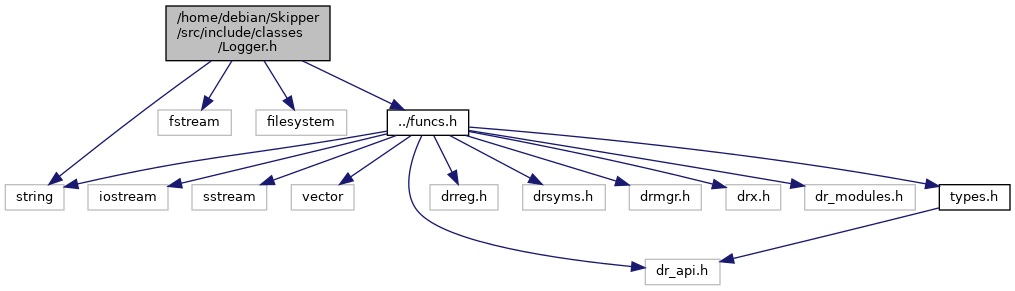 /home/debian/Skipper
/src/include/classes
/Logger.h
fstream
filesystem
../funcs.h
string
iostream
sstream
vector
drreg.h
drsyms.h
drmgr.h
drx.h
dr_modules.h
types.h
dr_api.h